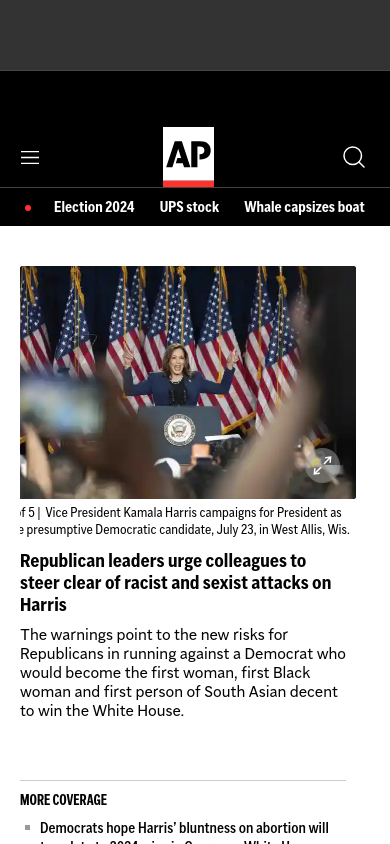 AP
Election 2024 UPS stock Whale capsizes boat
of 5 | Vice President Kamala Harris campaigns for President as
presumptive Democratic candidate, July 23, in West Allis, Wis.
Republican leaders urge colleagues to
steer clear of racist and sexist attacks on
Harris
The warnings point to the new risks for
Republicans in running against a Democrat who
would become the first woman, first Black
woman and first person of South Asian decent
to win the White House.
MORE COVERAGE
Democrats hope Harris' bluntness on abortion will